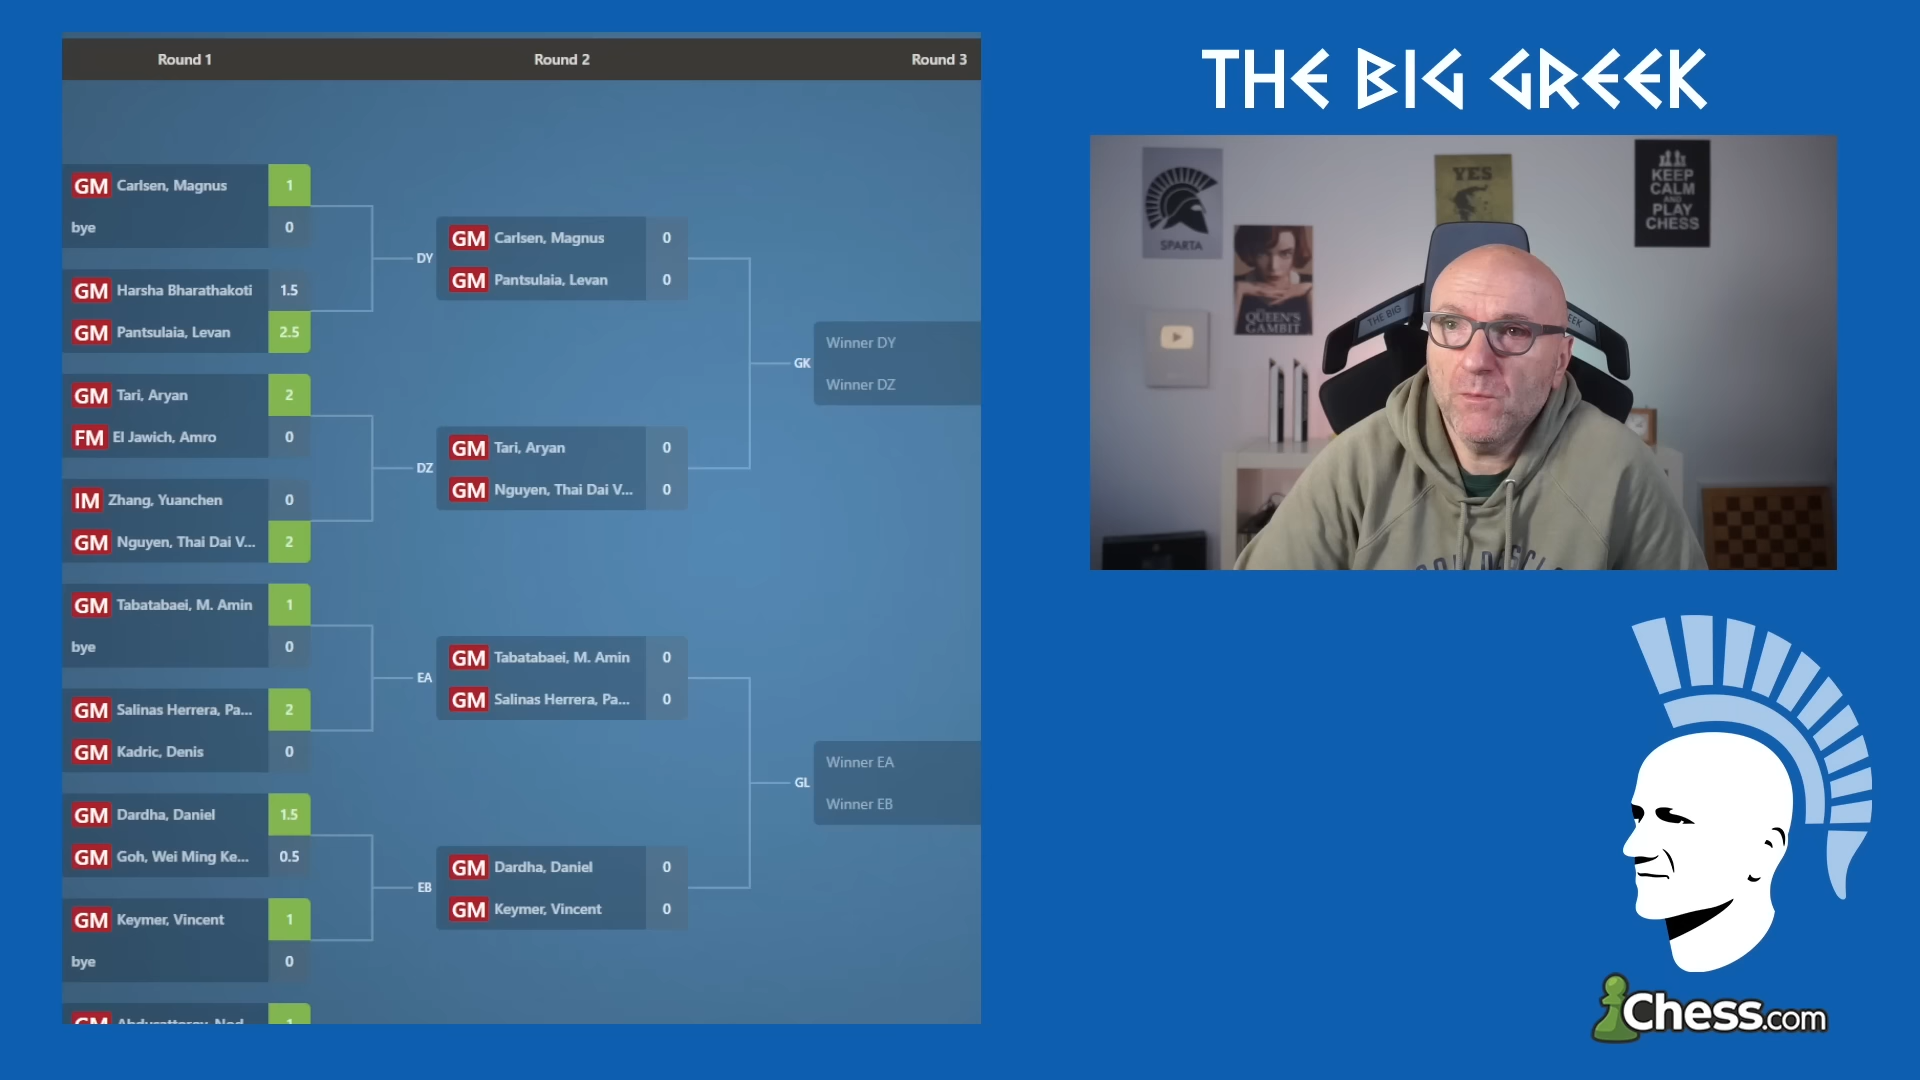 Round 1
Round 2
Round 3
GM Carlsen, Magnus 1
bye 0
GM Harsha Bharathakoti 1.5
GM Pantsulaia, Levan 2.5
GM Tari, Aryan 2
FM El Jawich, Amro 0
IM Zhang, Yuanchen 0
GM Nguyen, Thai Dai V... 2
GM Tabatabaei, M. Amin 1
bye 0
GM Salinas Herrera, Pa... 2
GM Kadric, Denis 0
GM Dardha, Daniel 1.5
GM Goh, Wei Ming Ke... 0.5
GM Keymer, Vincent 1
bye 0
DY
GM Carlsen, Magnus 0
GM Pantsulaia, Levan 0
DZ
GM Tari, Aryan 0
GM Nguyen, Thai Dai V... 0
EA
GM Tabatabaei, M. Amin 0
GM Salinas Herrera, Pa... 0
EB
GM Dardha, Daniel 0
GM Keymer, Vincent 0
GK
Winner DY
Winner DZ
GL
Winner EA
Winner EB
THE BIG GREEK
SPARTA
THE
QUEEN'S
GAMBIT
YES
KEEP
CALM
AND
PLAY
CHESS
THE BIG
EEK
Chess.com